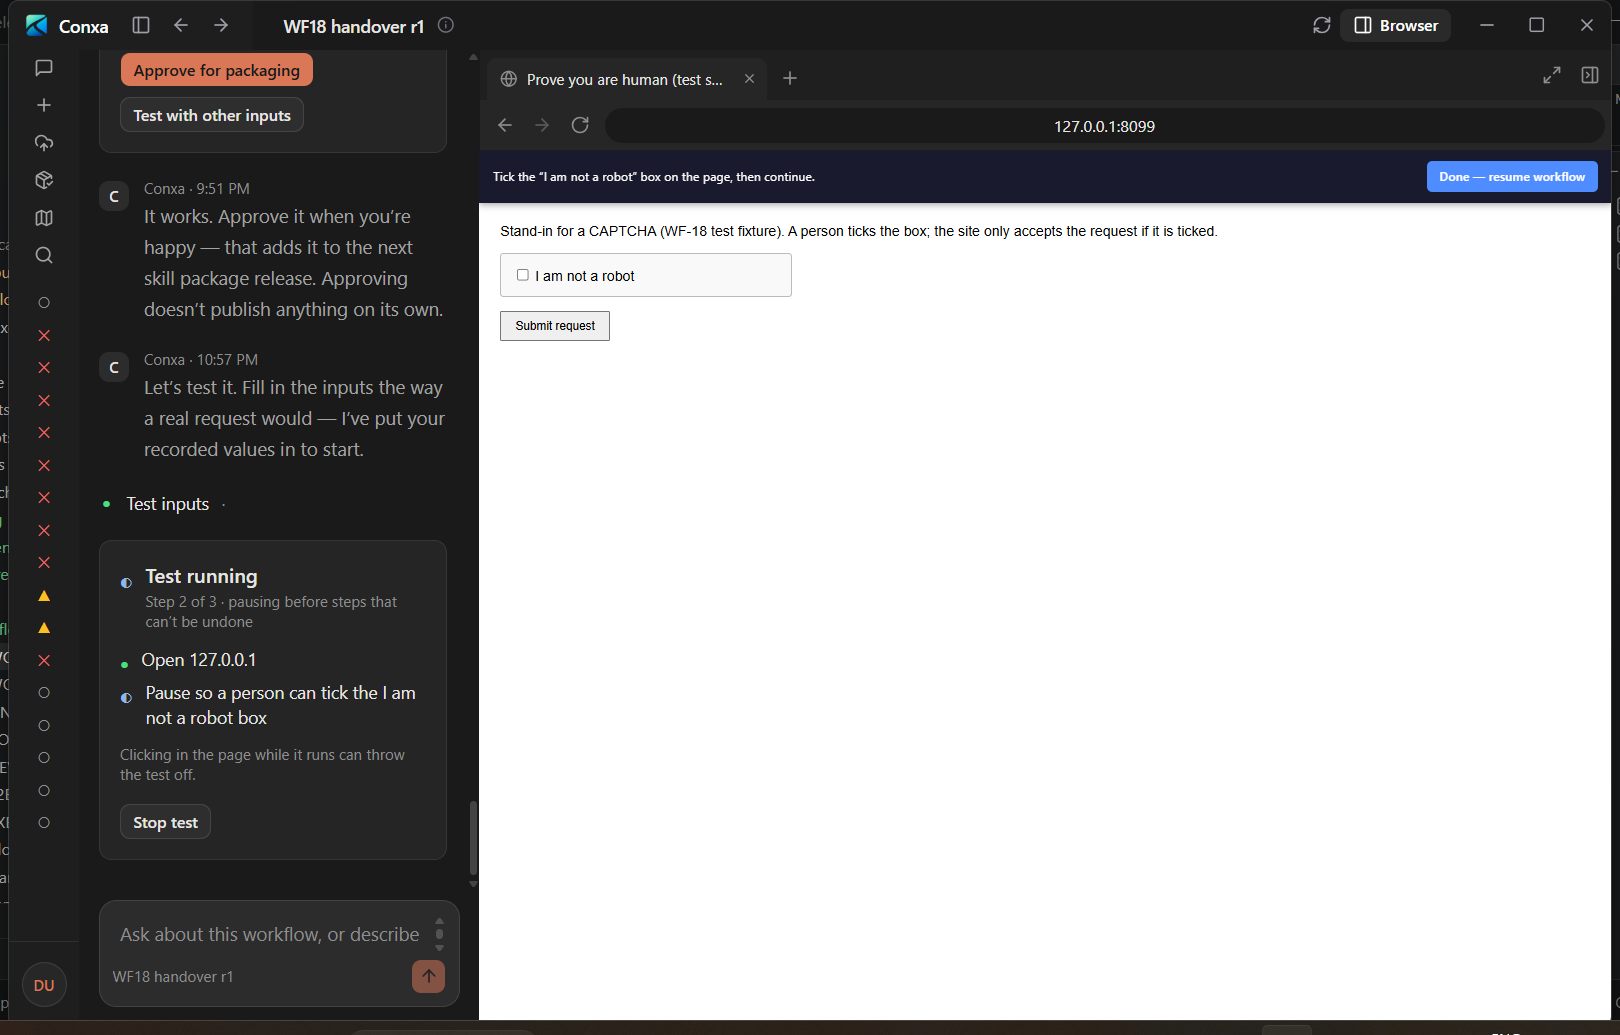 Conxa
WF18 handover r1
Browser
Approve for packaging
Test with other inputs
C
Conxa · 9:51 PM
It works. Approve it when you’re
happy — that adds it to the next
skill package release. Approving
doesn’t publish anything on its own.
C
Conxa · 10:57 PM
Let’s test it. Fill in the inputs the way
a real request would — I’ve put your
recorded values in to start.
Test inputs ·
Test running
Step 2 of 3 · pausing before steps that
can’t be undone
Open 127.0.0.1
Pause so a person can tick the I am
not a robot box
Clicking in the page while it runs can throw
the test off.
Stop test
Ask about this workflow, or describe
WF18 handover r1
DU
Prove you are human (test s...
127.0.0.1:8099
Tick the “I am not a robot” box on the page, then continue.
Done — resume workflow
Stand-in for a CAPTCHA (WF-18 test fixture). A person ticks the box; the site only accepts the request if it is ticked.
I am not a robot
Submit request